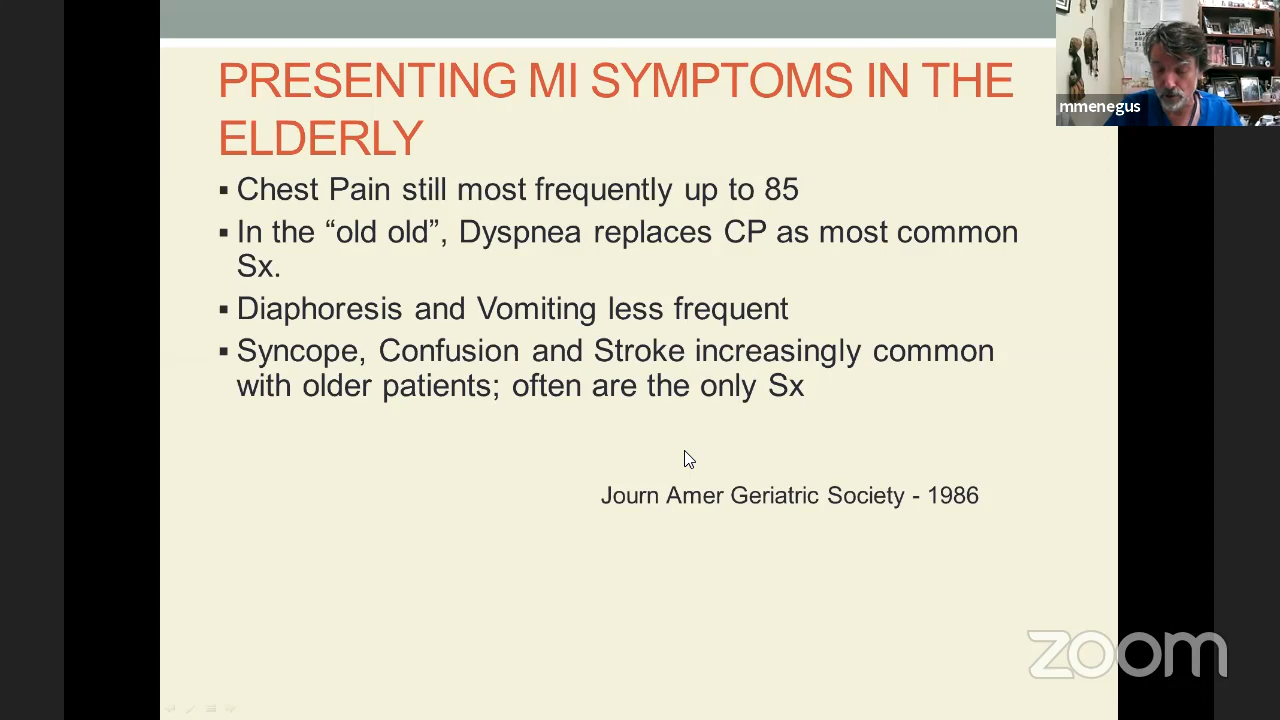 PRESENTING MI SYMPTOMS IN THE
ELDERLY
▪ Chest Pain still most frequently up to 85
▪ In the “old old”, Dyspnea replaces CP as most common
Sx.
▪ Diaphoresis and Vomiting less frequent
▪ Syncope, Confusion and Stroke increasingly common
with older patients; often are the only Sx
Journ Amer Geriatric Society - 1986
mmenegus
zoom